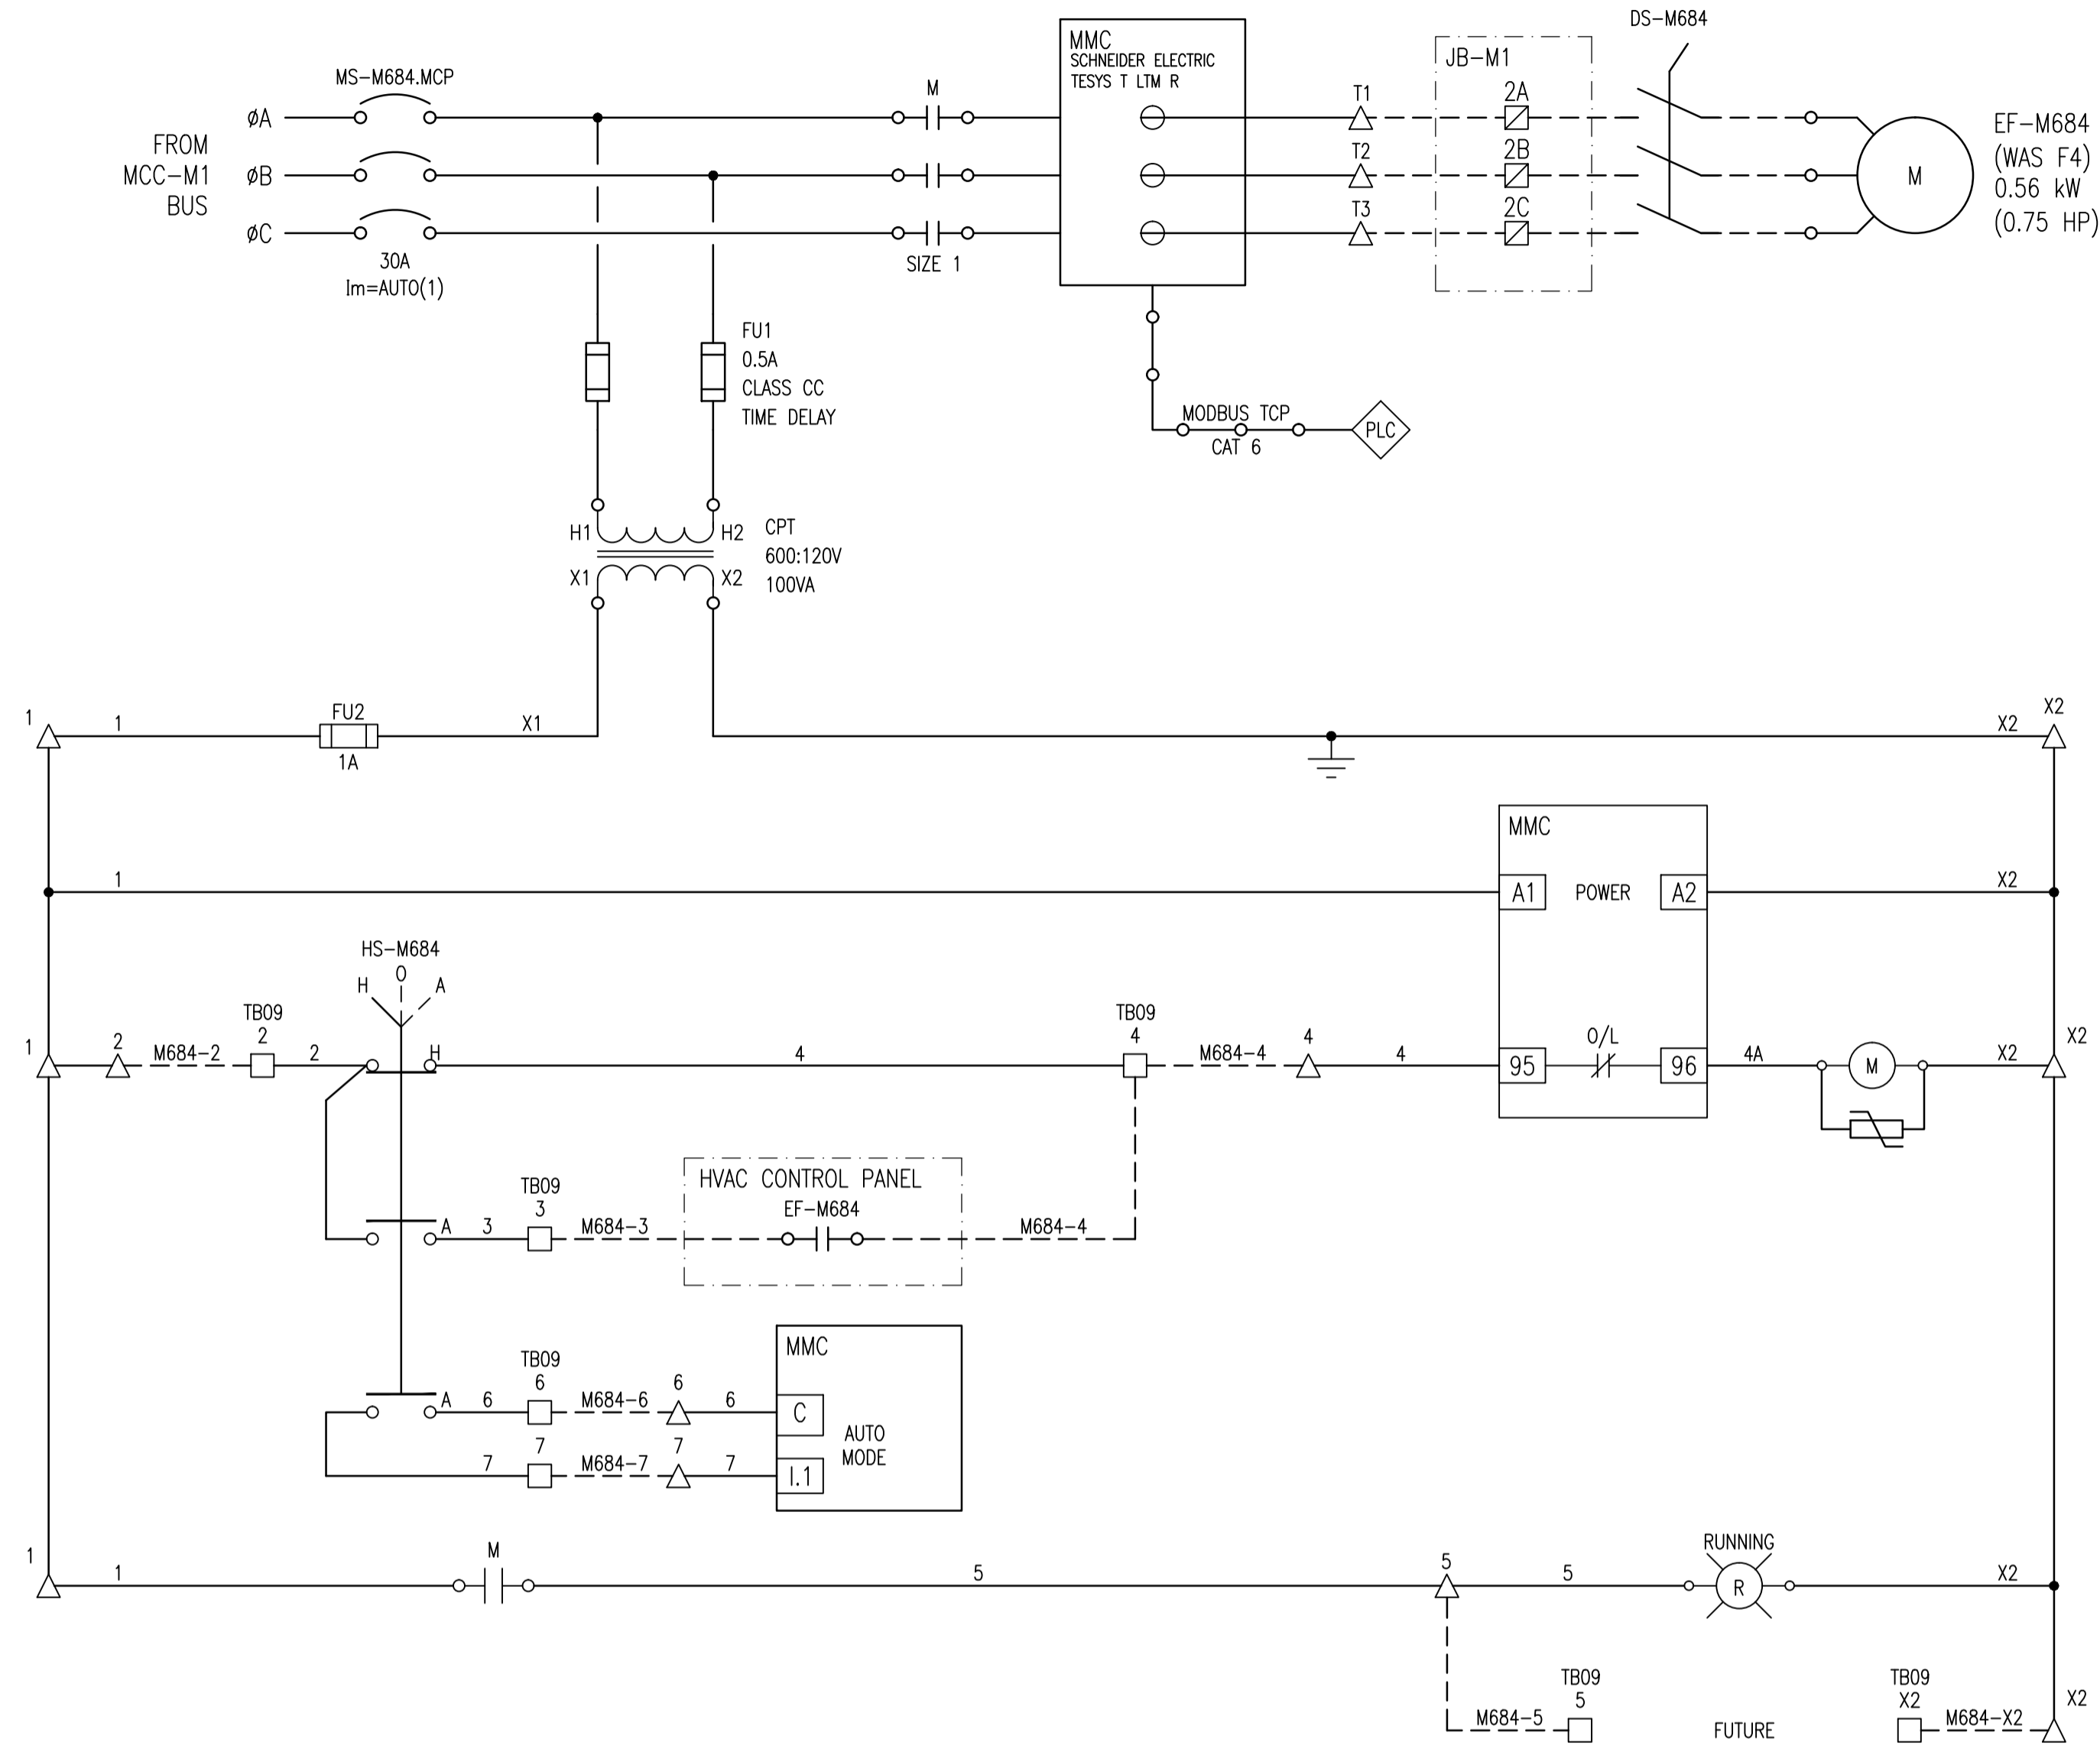 DS-M684
MMC
SCHNEIDER ELECTRIC
TESYS T LTM R
JB-M1
MS-M684.MCP
M
T1
2A
øA
FROM
MCC-M1
BUS
øB
øC
T2
2B
T3
2C
M
EF-M684
(WAS F4)
0.56 kW
(0.75 HP)
30A
Im=AUTO(1)
SIZE 1
FU1
0.5A
CLASS CC
TIME DELAY
MODBUS TCP
CAT 6
PLC
H1
H2
X1
X2
CPT
600:120V
100VA
1
1
FU2
1A
X1
X2
X2
MMC
1
A1
POWER
A2
X2
HS-M684
H
O
A
1
2
M684-2
TB09
2
2
H
4
TB09
4
M684-4
4
4
95
O/L
96
4A
M
X2
X2
A
3
TB09
3
M684-3
HVAC CONTROL PANEL
EF-M684
M684-4
A
6
TB09
6
M684-6
6
6
MMC
C
AUTO
MODE
7
7
M684-7
7
7
I.1
1
1
M
5
5
5
RUNNING
R
X2
M684-5
TB09
5
FUTURE
TB09
X2
M684-X2
X2